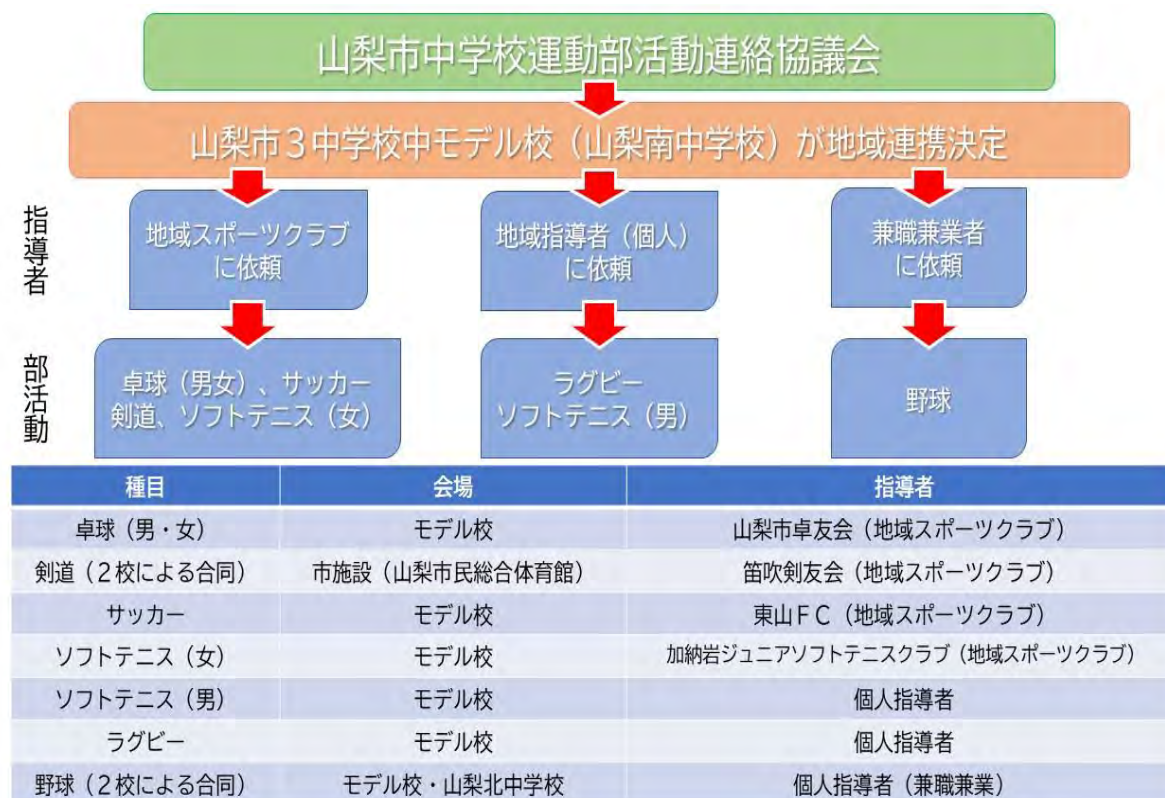 山梨市中学校運動部活動連絡協議会
山梨市3中学校中モデル校（山梨南中学校）が地域連携決定
指導者
地域スポーツクラブ
に依頼
地域指導者（個人）
に依頼
兼職兼業者
に依頼
部活動
卓球（男女）、サッカー
剣道、ソフトテニス（女）
ラグビー
ソフトテニス（男）
野球
種目 会場 指導者
卓球（男・女） モデル校 山梨市卓友会（地域スポーツクラブ）
剣道（２校による合同） 市施設（山梨市民総合体育館） 笛吹剣友会（地域スポーツクラブ）
サッカー モデル校 東山ＦＣ（地域スポーツクラブ）
ソフトテニス（女） モデル校 加納岩ジュニアソフトテニスクラブ（地域スポーツクラブ）
ソフトテニス（男） モデル校 個人指導者
ラグビー モデル校 個人指導者
野球（２校による合同） モデル校・山梨北中学校 個人指導者（兼職兼業）